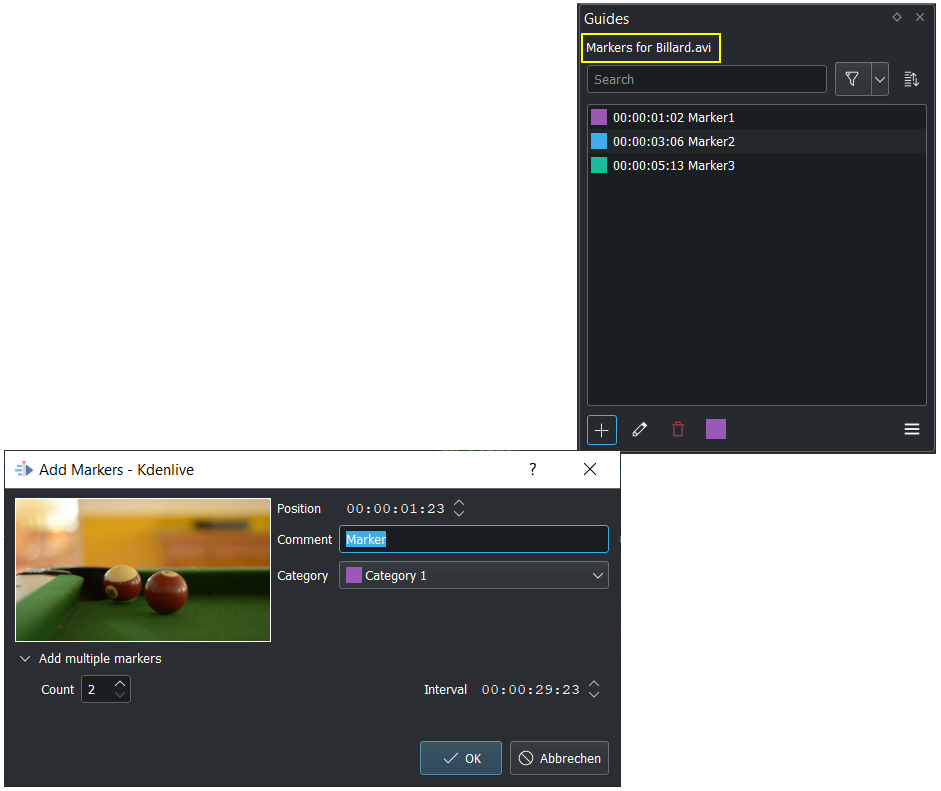 Guides
Markers for Billard.avi
Search
00:00:01:02 Marker1
00:00:03:06 Marker2
00:00:05:13 Marker3
Add Markers - Kdenlive ?
Position 00:00:01:23
Comment Marker
Category Category 1
Add multiple markers
Count 2 Interval 00:00:29:23
OK Abbrechen